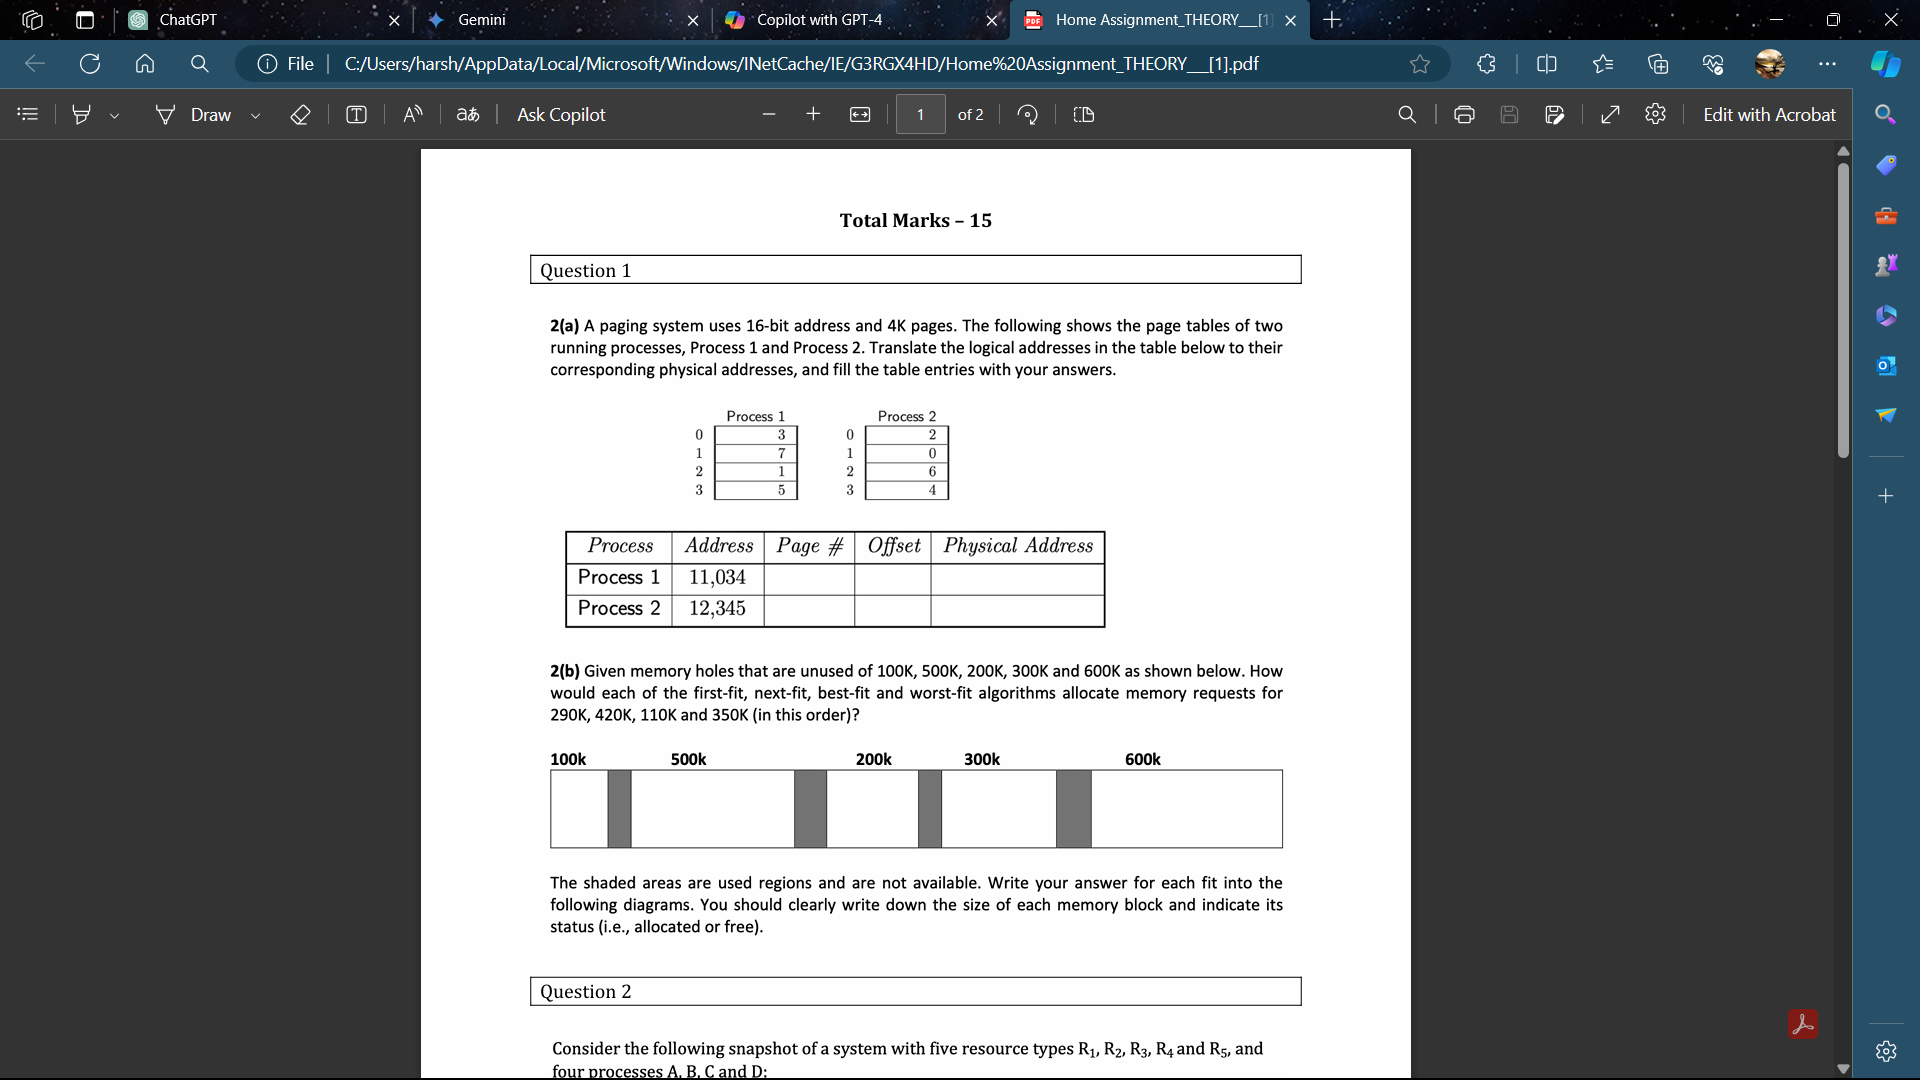 ChatGPT
Gemini
Copilot with GPT-4
PDF
Home Assignment_THEORY__[1]
File
C:/Users/harsh/AppData/Local/Microsoft/Windows/INetCache/IE/G3RGX4HD/Home%20Assignment_THEORY__[1].pdf
Draw
Ask Copilot
1
of 2
Edit with Acrobat
Total Marks – 15
Question 1
2(a) A paging system uses 16-bit address and 4K pages. The following shows the page tables of two
running processes, Process 1 and Process 2. Translate the logical addresses in the table below to their
corresponding physical addresses, and fill the table entries with your answers.
Process 1 Process 2
0 3 0 2
1 7 1 0
2 1 2 6
3 5 3 4
Process Address Page # Offset Physical Address
Process 1 11,034
Process 2 12,345
2(b) Given memory holes that are unused of 100K, 500K, 200K, 300K and 600K as shown below. How
would each of the first-fit, next-fit, best-fit and worst-fit algorithms allocate memory requests for
290K, 420K, 110K and 350K (in this order)?
100k 500k 200k 300k 600k
The shaded areas are used regions and are not available. Write your answer for each fit into the
following diagrams. You should clearly write down the size of each memory block and indicate its
status (i.e., allocated or free).
Question 2
Consider the following snapshot of a system with five resource types R₁, R₂, R₃, R₄ and R₅, and
four processes A, B, C and D: